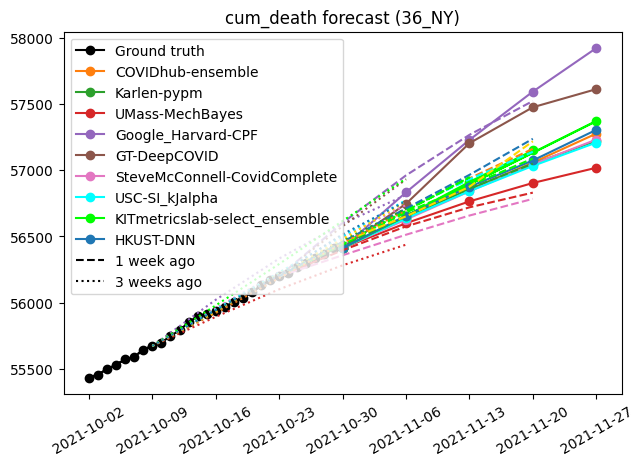 cum_death forecast (36_NY)
58000
57500
57000
56500
56000
55500
Ground truth
COVIDhub-ensemble
Karlen-pypm
UMass-MechBayes
Google_Harvard-CPF
GT-DeepCOVID
SteveMcConnell-CovidComplete
USC-SI_kJalpha
KITmetricslab-select_ensemble
HKUST-DNN
1 week ago
3 weeks ago
2021-10-02
2021-10-09
2021-10-16
2021-10-23
2021-10-30
2021-11-06
2021-11-13
2021-11-20
2021-11-27